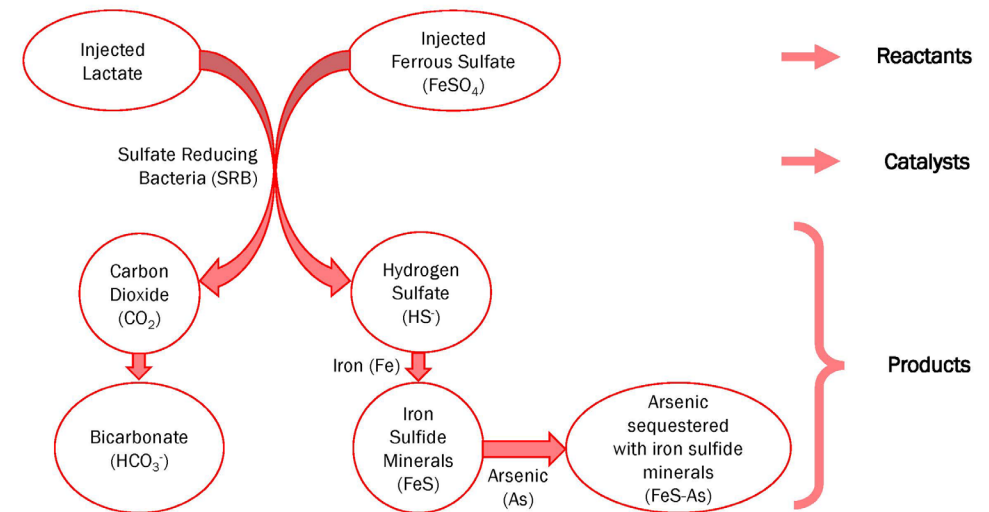 Injected
Lactate
Injected
Ferrous Sulfate
(FeSO₄)
Reactants
Sulfate Reducing
Bacteria (SRB)
Catalysts
Carbon
Dioxide
(CO₂)
Hydrogen
Sulfate
(HS⁻)
Iron (Fe)
Products
Bicarbonate
(HCO₃⁻)
Iron
Sulfide
Minerals
(FeS)
Arsenic
(As)
Arsenic
sequestered
with iron sulfide
minerals
(FeS-As)